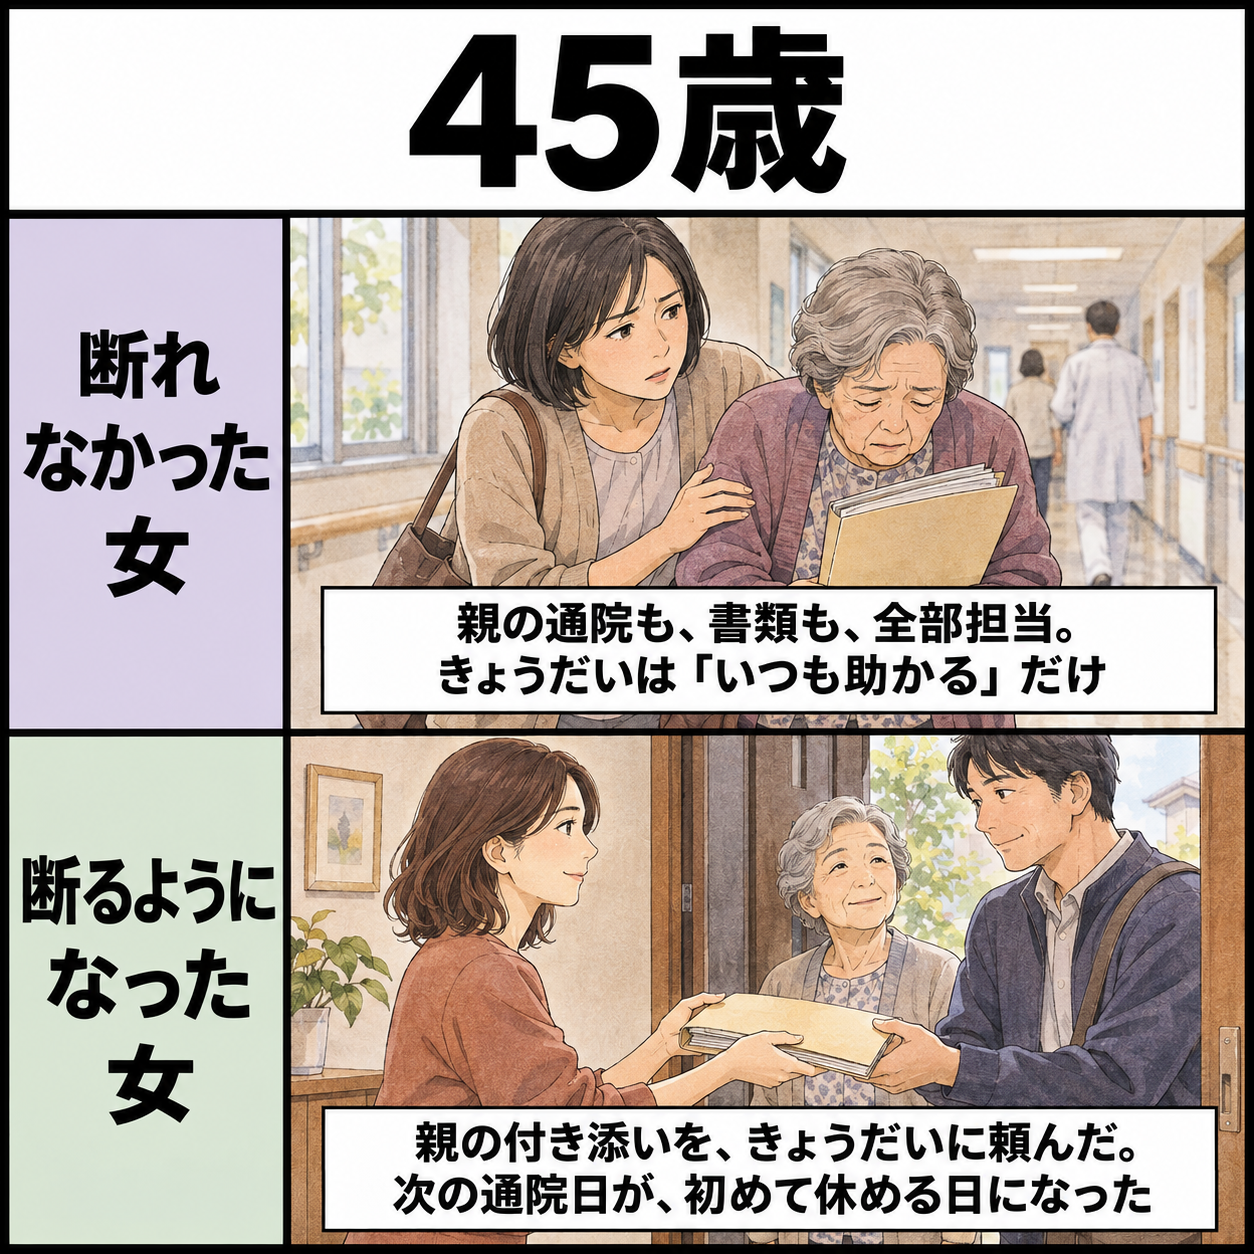 45歳
断れ
なかった
女
親の通院も、書類も、全部担当。
きょうだいは「いつも助かる」だけ
断るように
なった
女
親の付き添いを、きょうだいに頼んだ。
次の通院日が、初めて休める日になった